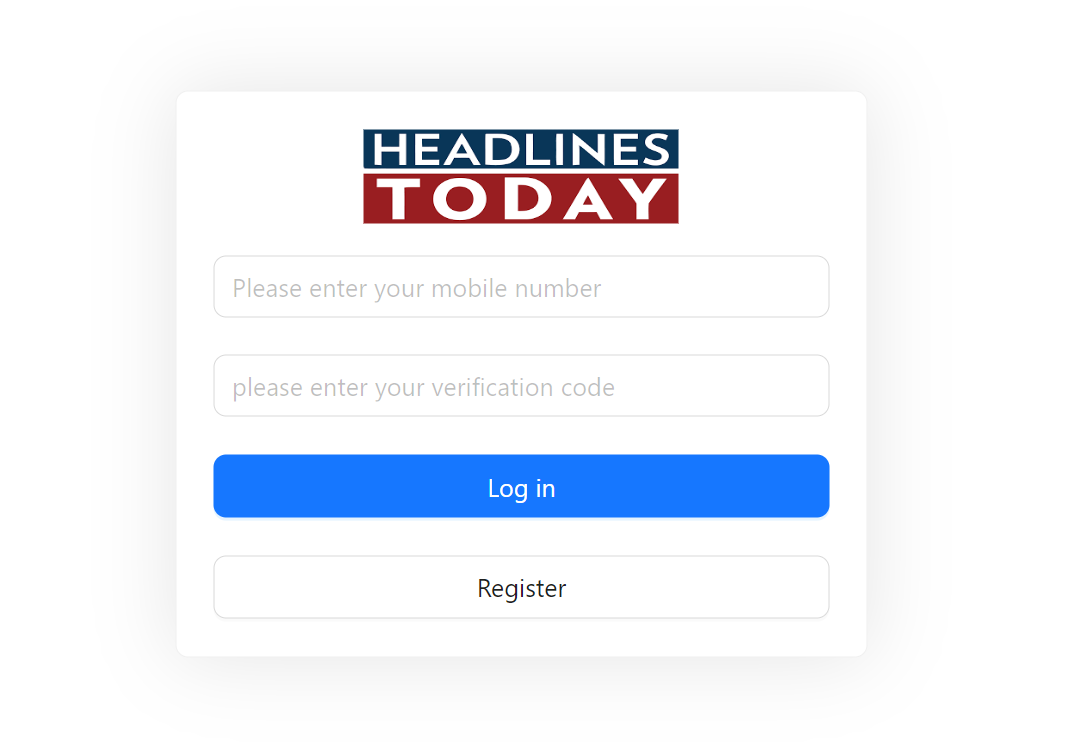 HEADLINES
TODAY
Please enter your mobile number
please enter your verification code
Log in
Register